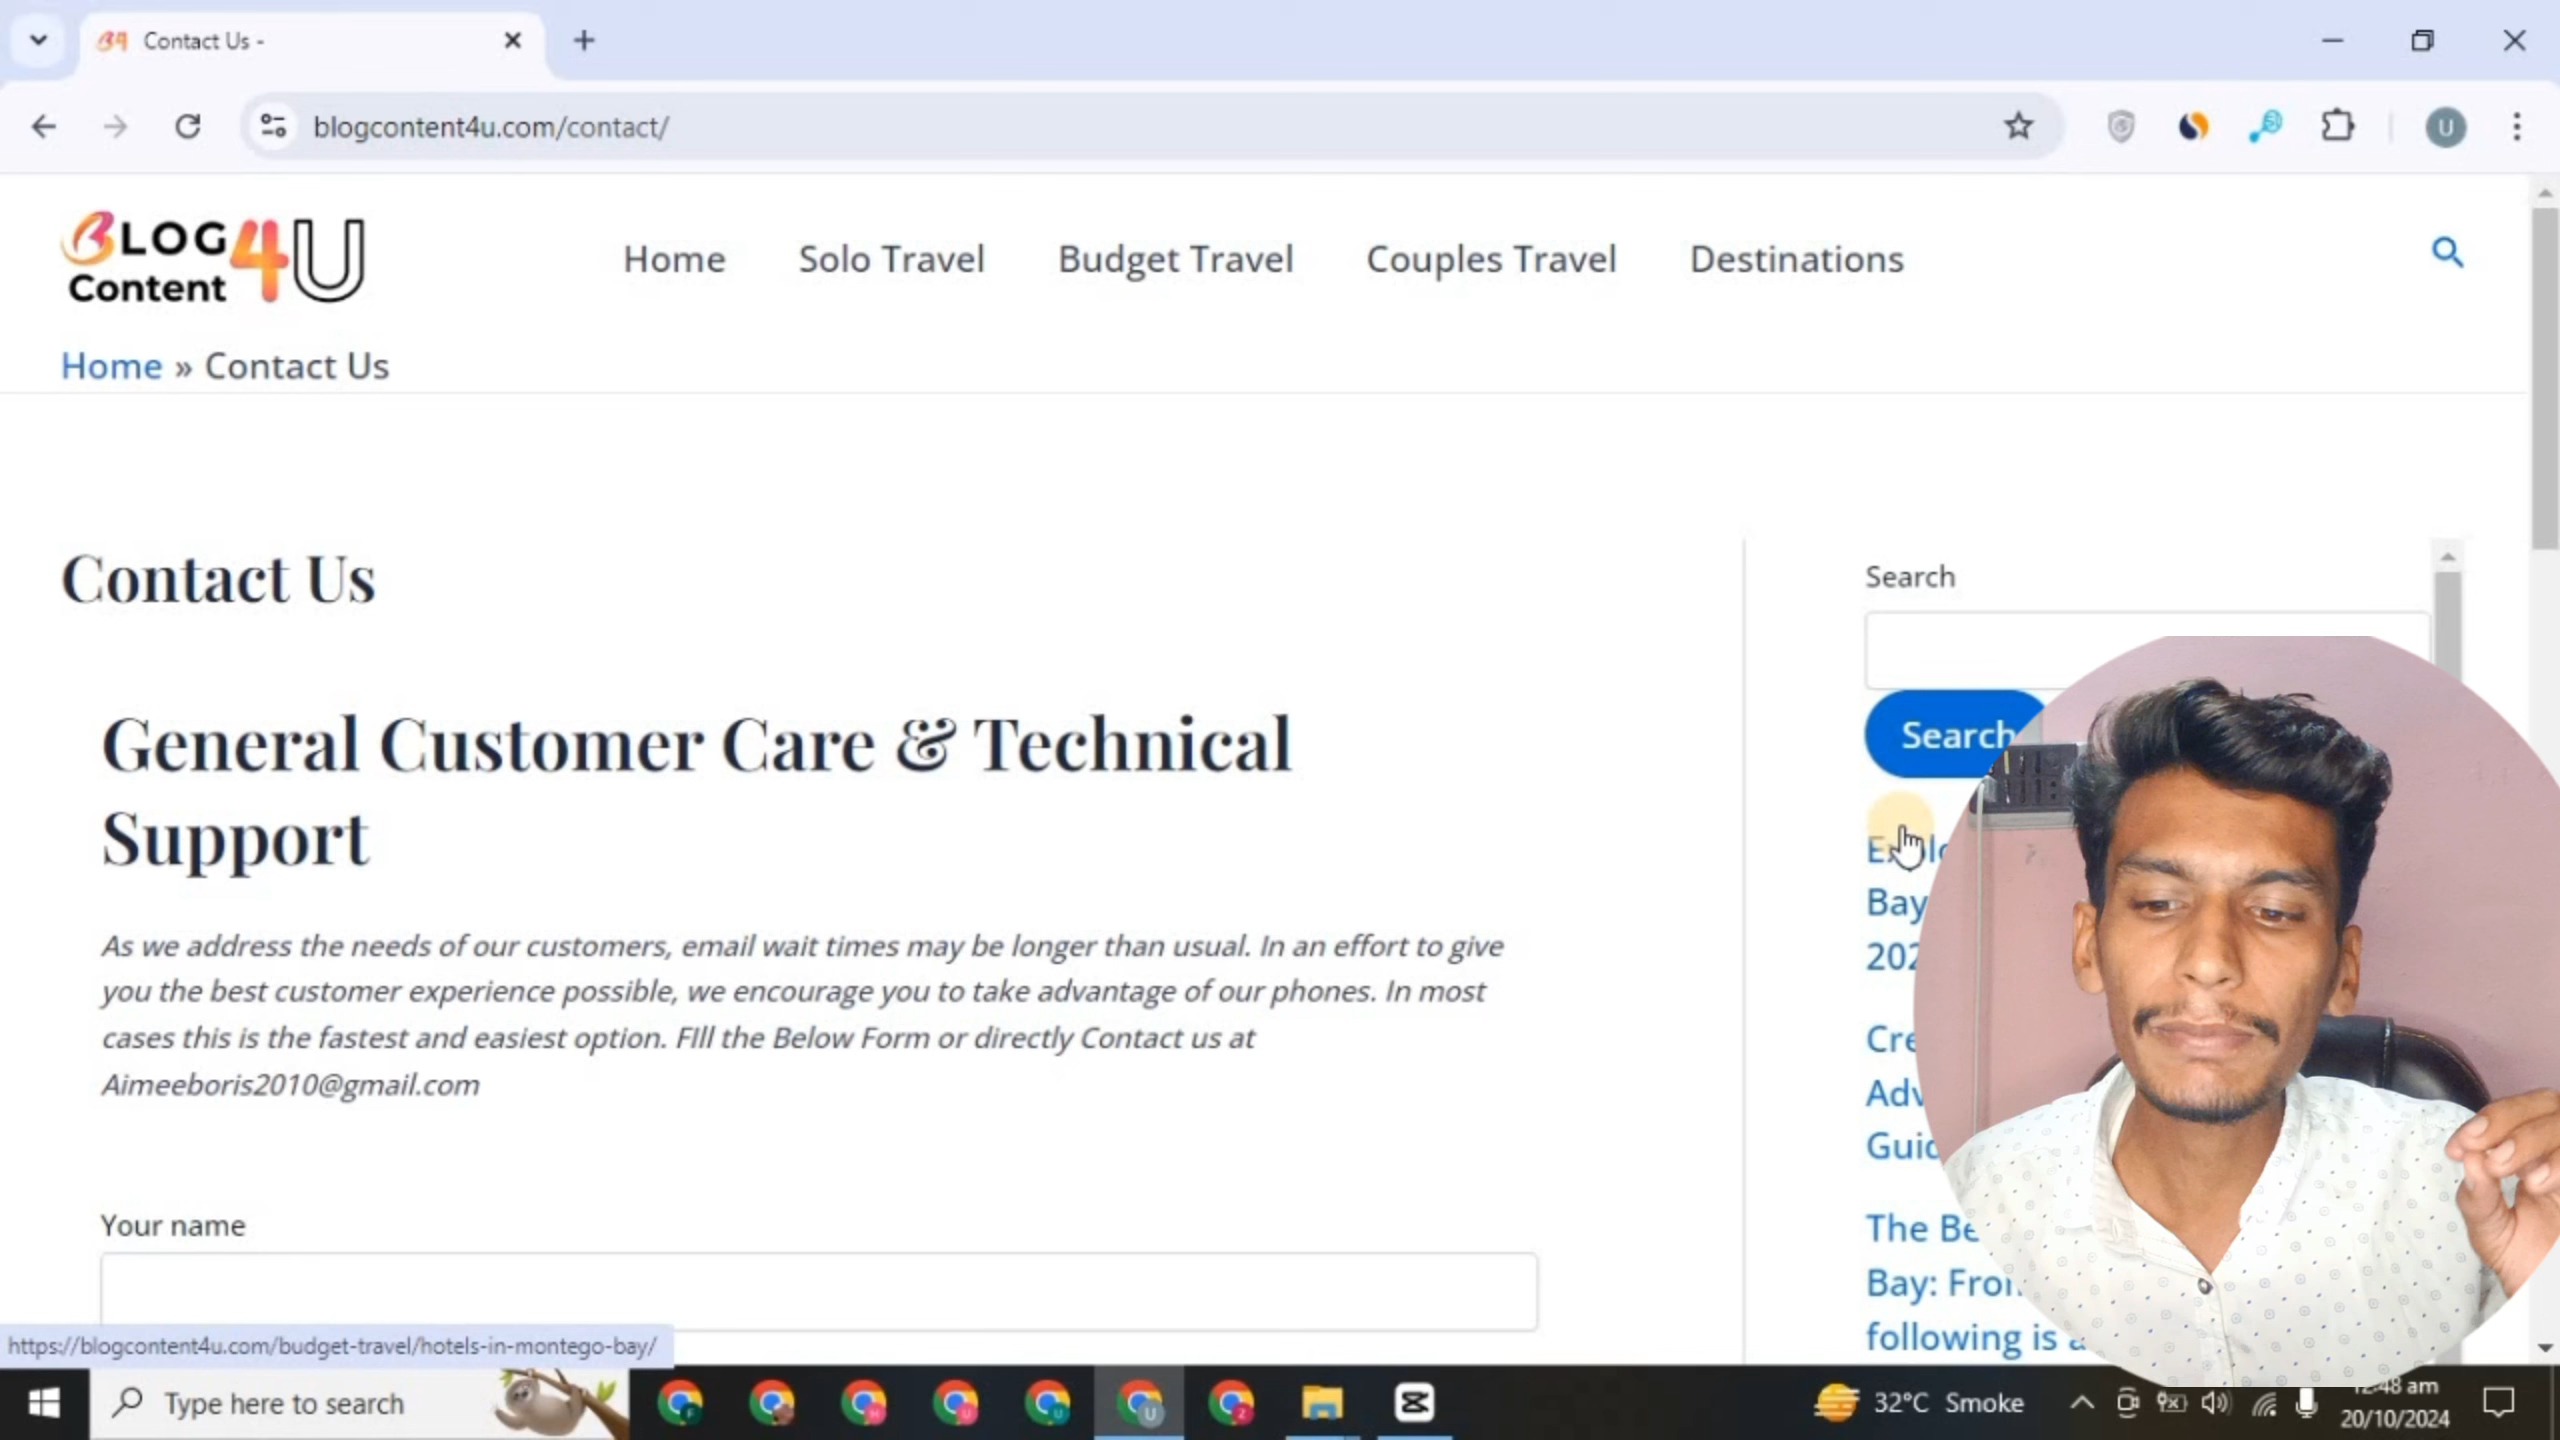 Contact Us -
blogcontent4u.com/contact/
U
BLOG
Content 4U
Home Solo Travel Budget Travel Couples Travel Destinations
Home » Contact Us
Contact Us
General Customer Care & Technical
Support
As we address the needs of our customers, email wait times may be longer than usual. In an effort to give
you the best customer experience possible, we encourage you to take advantage of our phones. In most
cases this is the fastest and easiest option. FIll the Below Form or directly Contact us at
Aimeeboris2010@gmail.com
Your name
Search
Search
Bay
The
Bay:
following is
https://blogcontent4u.com/budget-travel/hotels-in-montego-bay/
Type here to search
32°C Smoke
am
20/10/2024